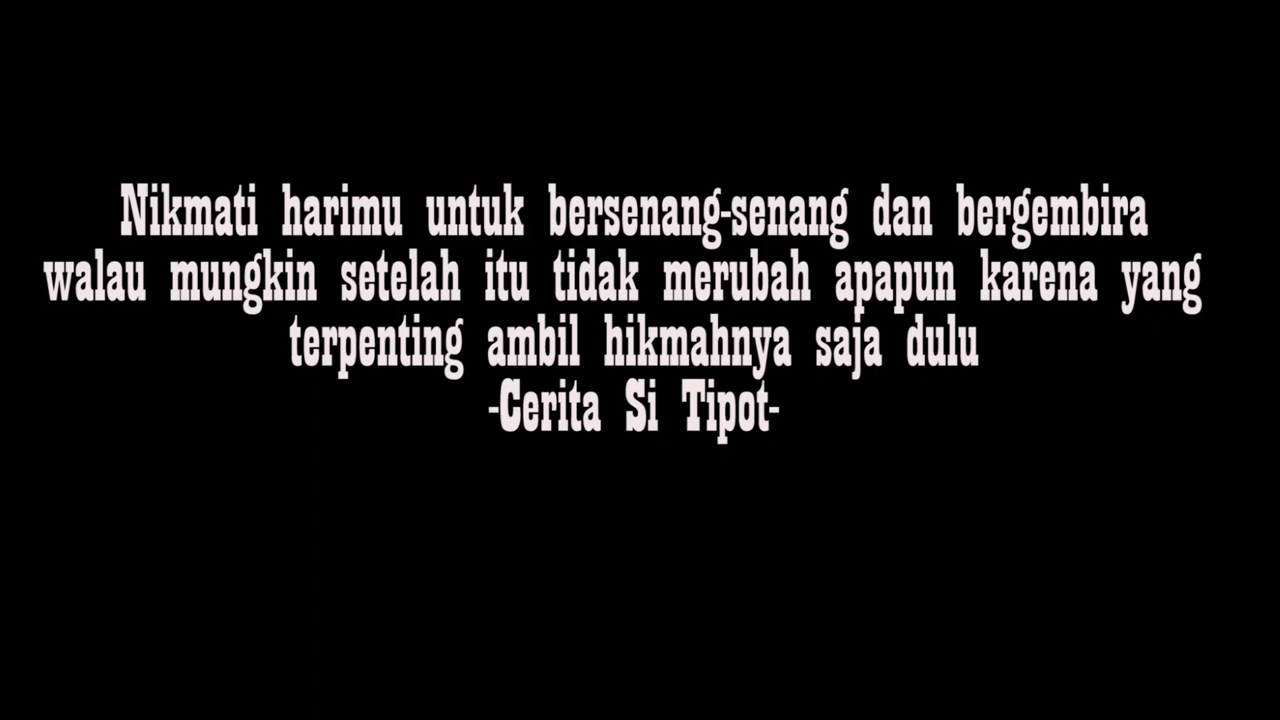 Nikmati harimu untuk bersenang-senang dan bergembira
walau mungkin setelah itu tidak merubah apapun karena yang
terpenting ambil hikmahnya saja dulu
-Cerita Si Tipot-